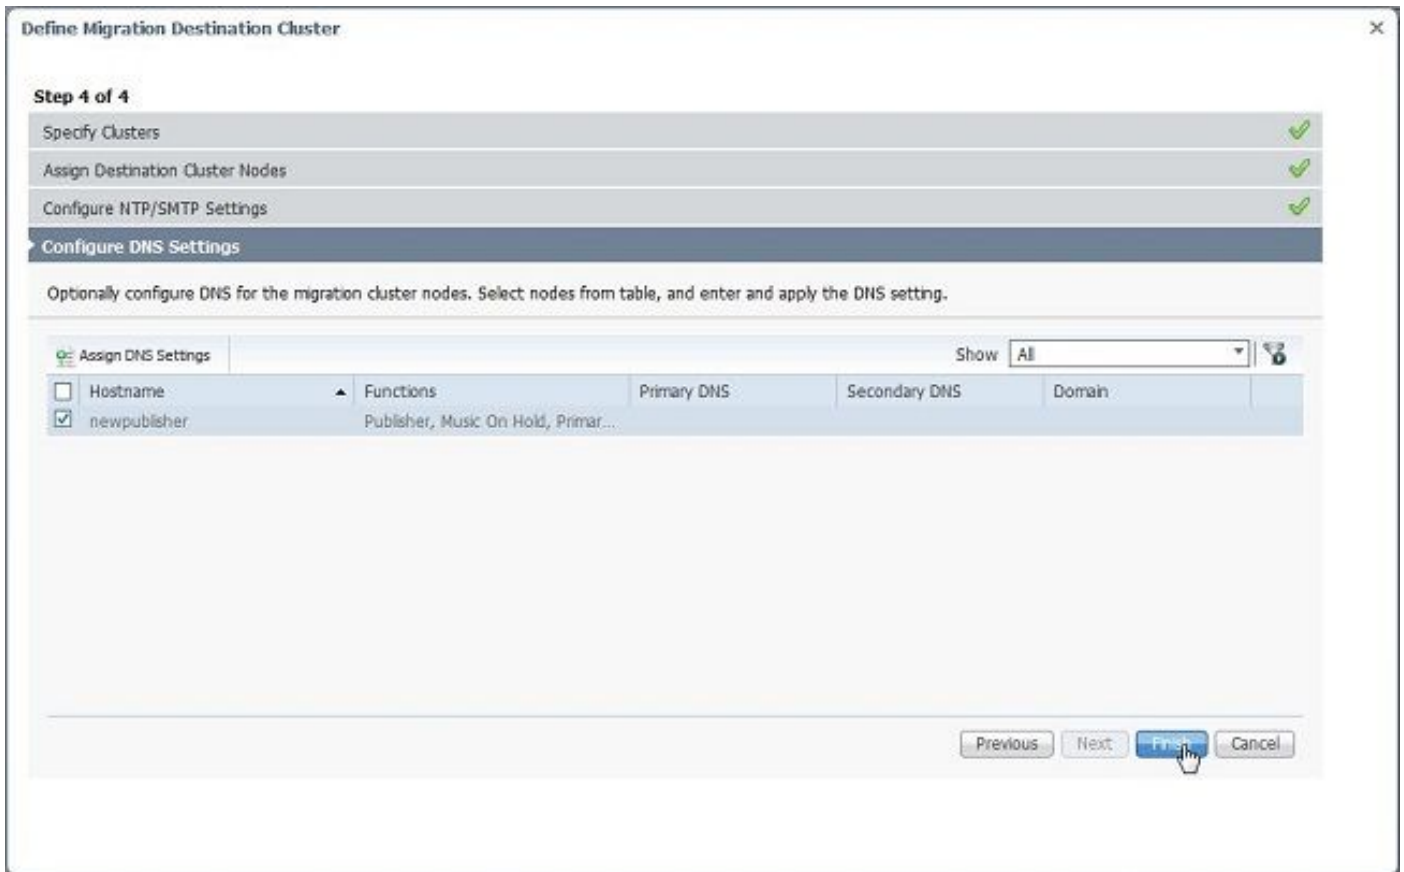 Define Migration Destination Cluster
Step 4 of 4
Specify Clusters
Assign Destination Cluster Nodes
Configure NTP/SMTP Settings
Configure DNS Settings
Optionally configure DNS for the migration cluster nodes. Select nodes from table, and enter and apply the DNS setting.
Assign DNS Settings Show All
Hostname Functions Primary DNS Secondary DNS Domain
newpublisher Publisher, Music On Hold, Primar...
Previous Next Finish Cancel